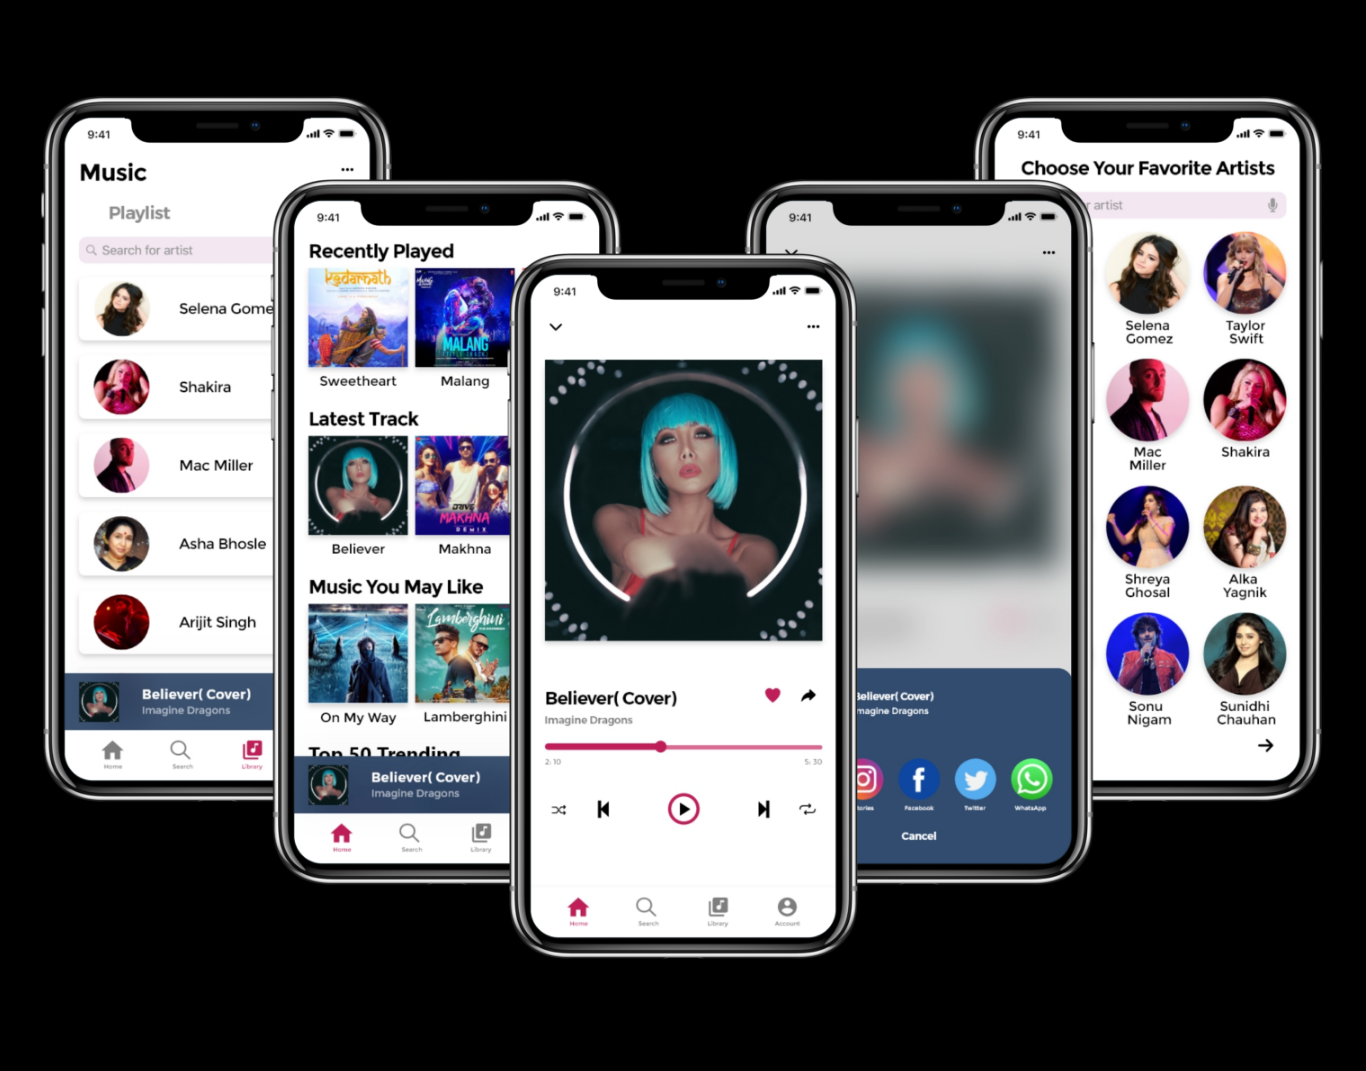 9:41
Music
Playlist
Search for artist
Selena Gome
Shakira
Mac Miller
Asha Bhosle
Arijit Singh
Believer( Cover)
Imagine Dragons
Home
Search
Library
9:41
Recently Played
Kedarnath
MALANG
Sweetheart
Malang
Latest Track
MAKHNA
REMIX
Believer
Makhna
Music You May Like
Lamberghini
On My Way
Lamberghini
Top 50 Trending
Believer( Cover)
Imagine Dragons
Home
Search
Library
9:41
Believer( Cover)
Imagine Dragons
2:10
5:30
Home
Search
Library
Account
9:41
Believer( Cover)
magine Dragons
tories
Facebook
Twitter
WhatsApp
Cancel
9:41
Choose Your Favorite Artists
r artist
Selena
Gomez
Taylor
Swift
Mac
Miller
Shakira
Shreya
Ghosal
Alka
Yagnik
Sonu
Nigam
Sunidhi
Chauhan